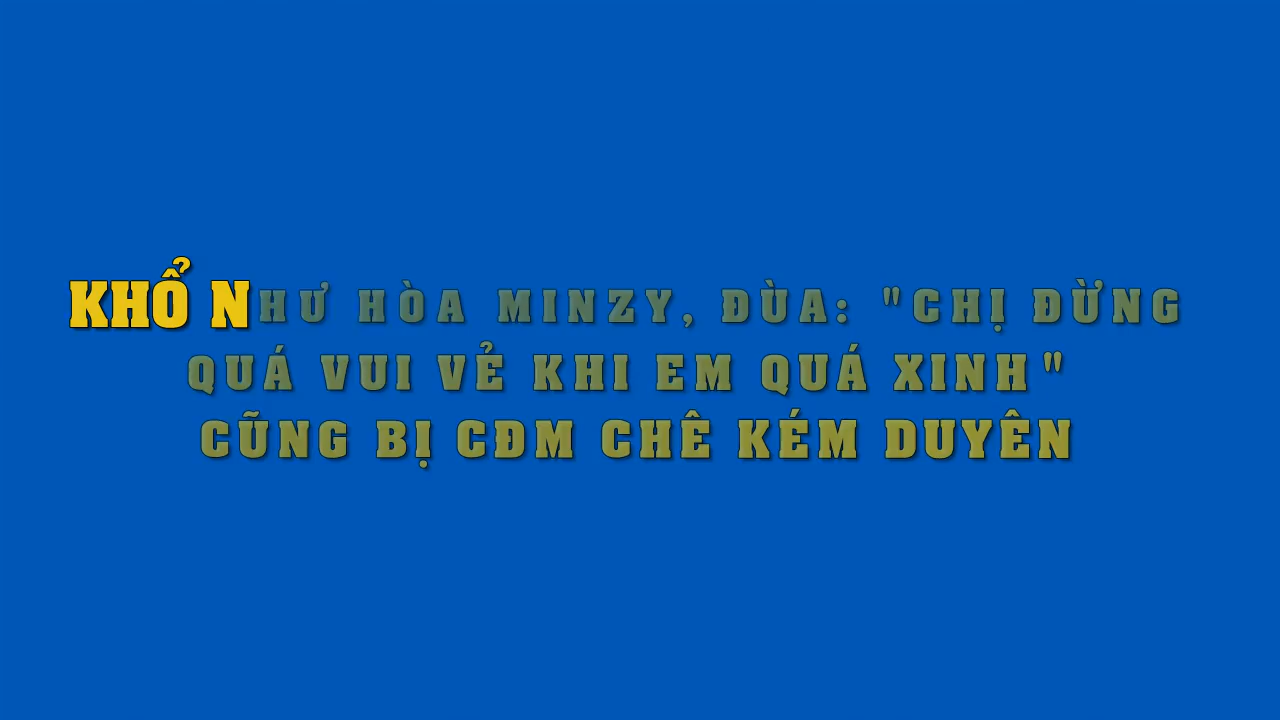 KHỔ NHƯ HÒA MINZY, ĐÙA: "CHỊ ĐỪNG
QUÁ VUI VẺ KHI EM QUÁ XINH"
CŨNG BỊ CĐM CHÊ KÉM DUYÊN